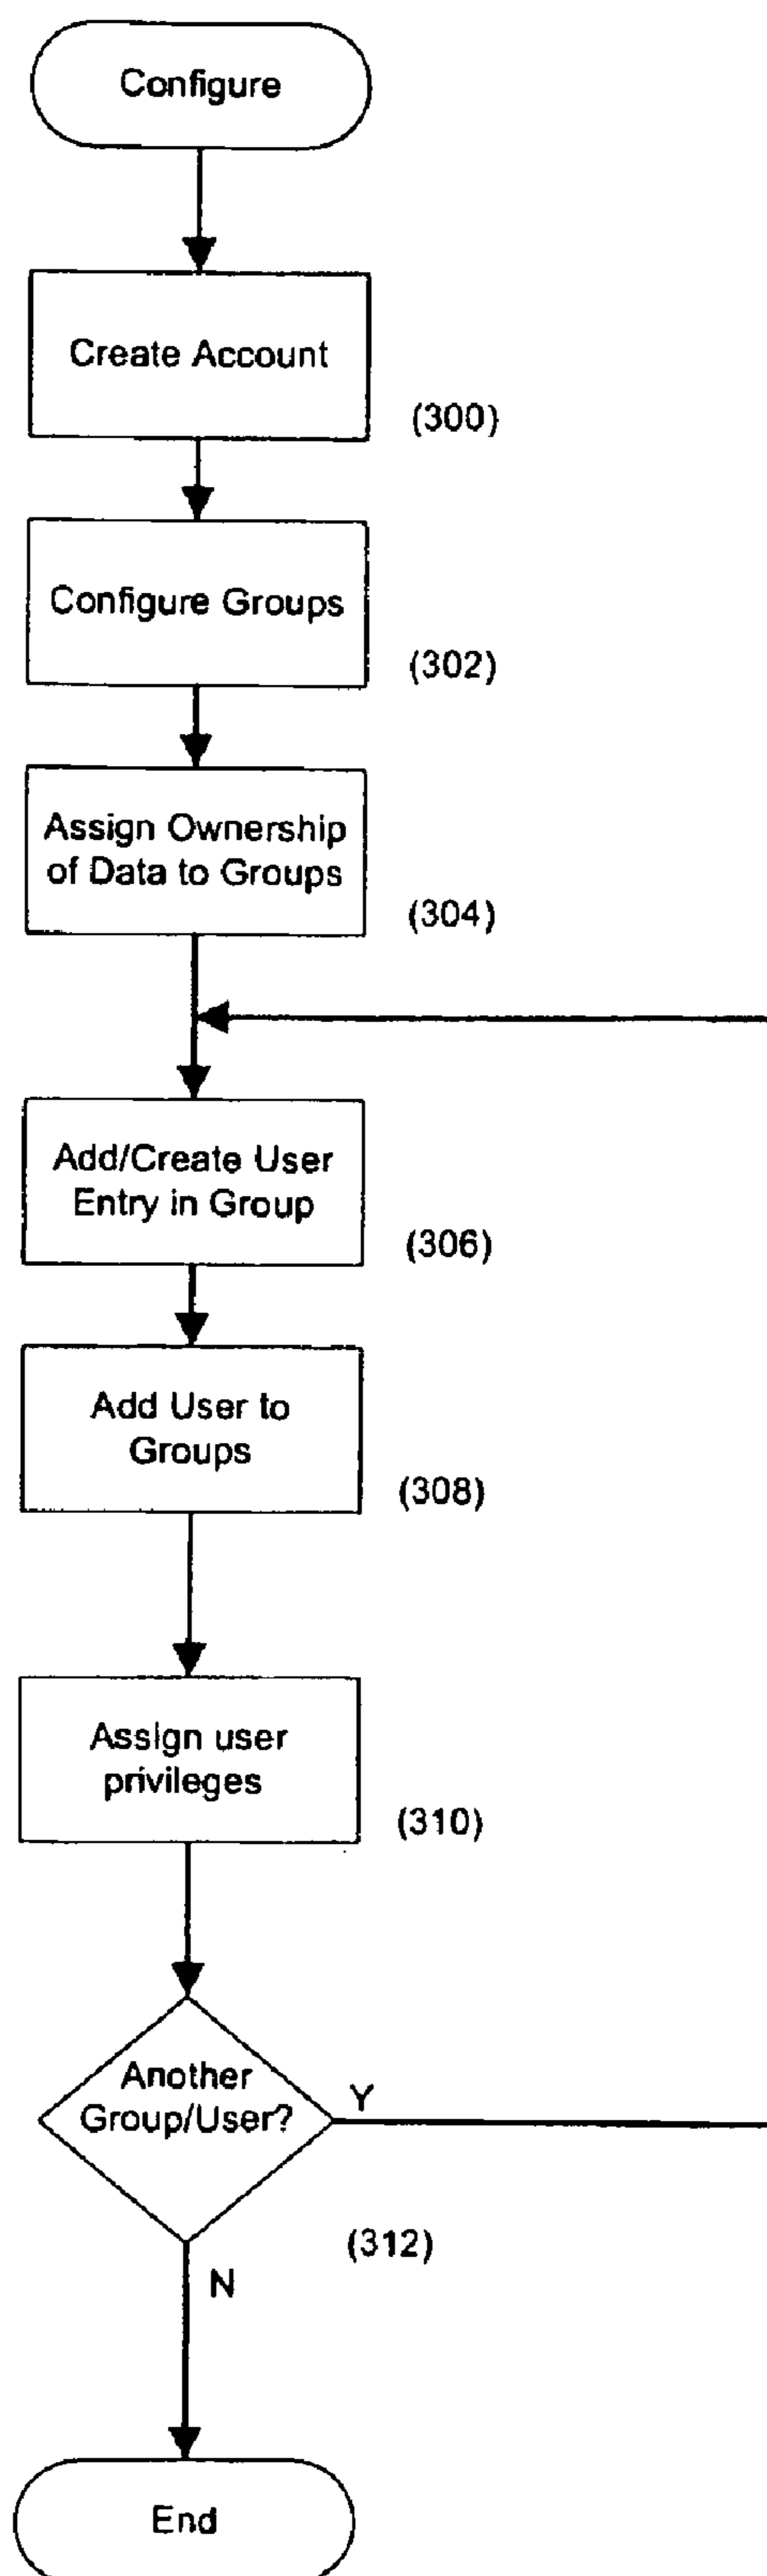 Configure
Create Account
(300)
Configure Groups
(302)
Assign Ownership
of Data to Groups
(304)
Add/Create User
Entry in Group
(306)
Add User to
Groups
(308)
Assign user
privileges
(310)
Another
Group/User?
Y
(312)
N
End